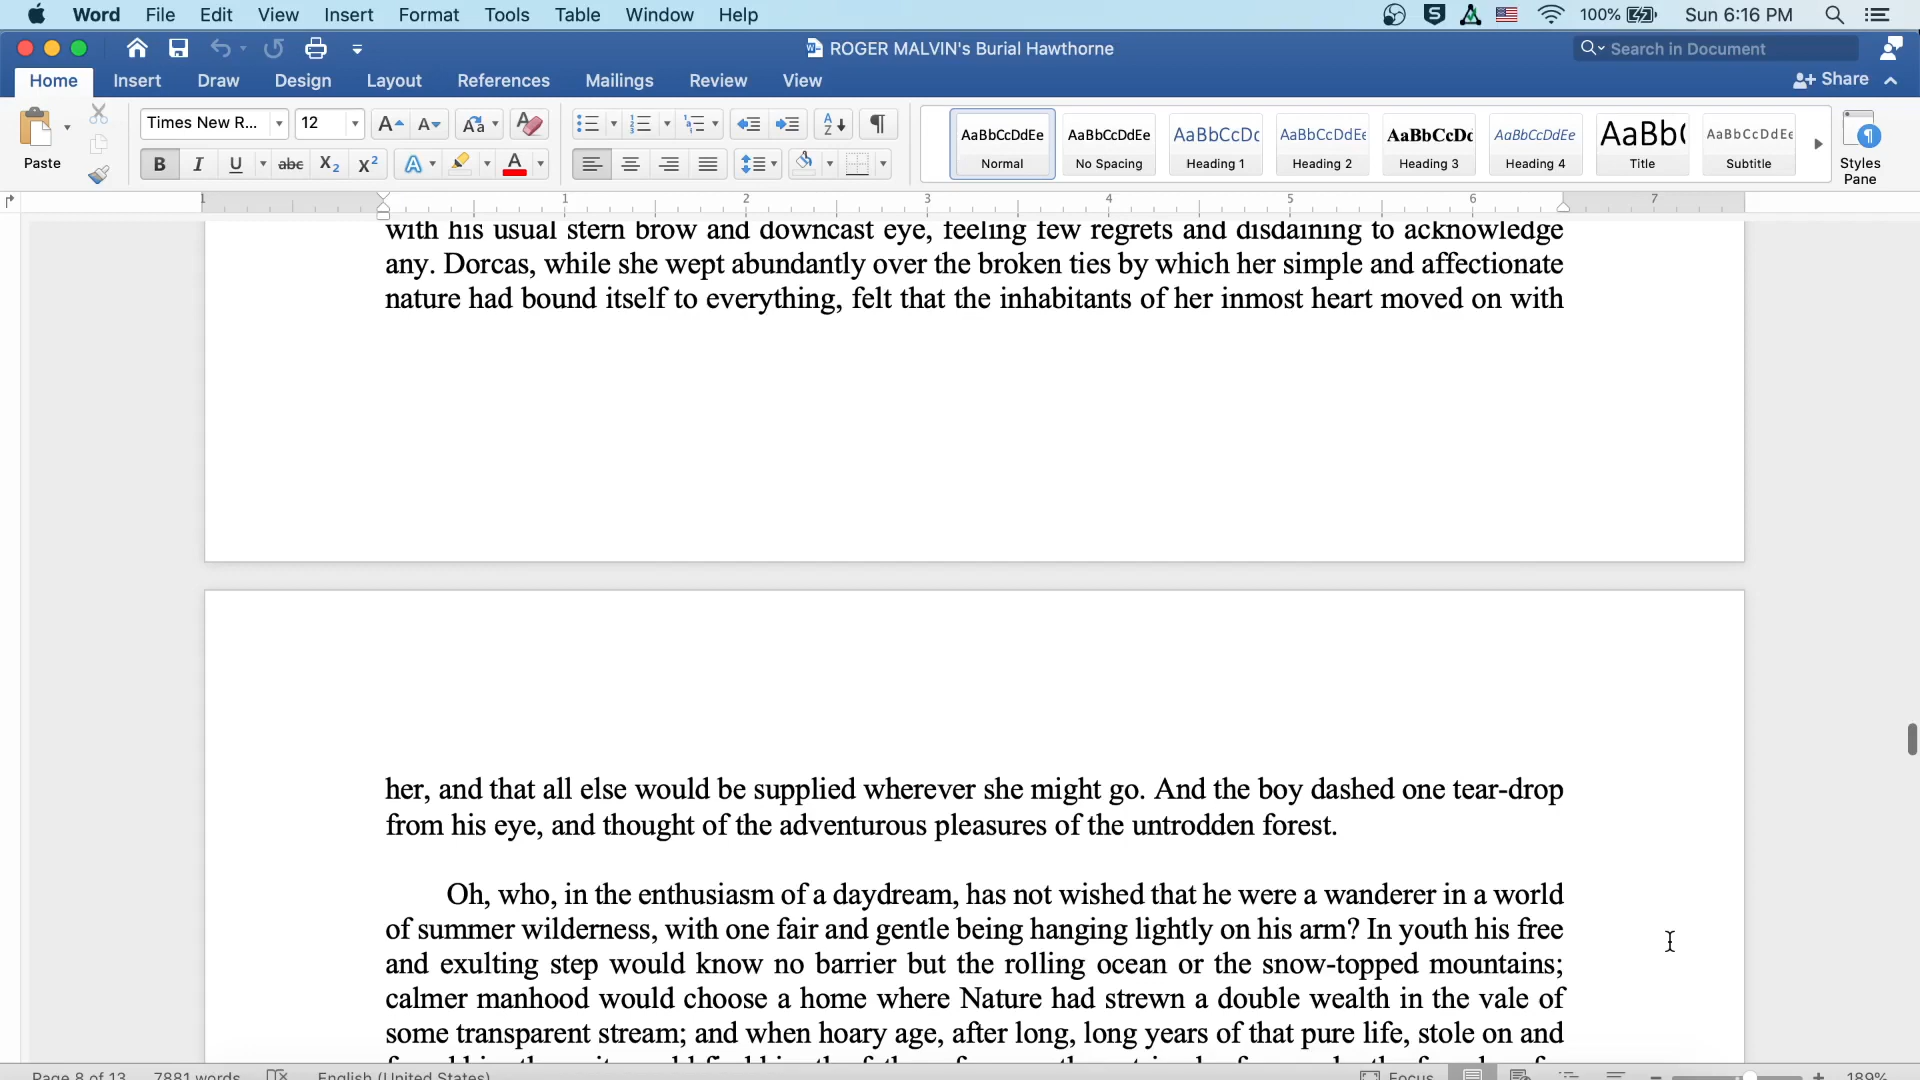 Word File Edit View Insert Format Tools Table Window Help 100% Sun 6:16 PM
ROGER MALVIN's Burial Hawthorne
Search in Document
Home Insert Draw Design Layout References Mailings Review View Share
Times New R... 12
AaBbCcDdEe AaBbCcDdEe AaBbCcDc AaBbCcDdEe AaBbCcDc AaBbCcDdEe AaBb( AaBbCcDdEe
Paste
Normal No Spacing Heading 1 Heading 2 Heading 3 Heading 4 Title Subtitle
Styles
Pane
1 1 2 3 4 5 6 7
with his usual stern brow and downcast eye, feeling few regrets and disdaining to acknowledge
any. Dorcas, while she wept abundantly over the broken ties by which her simple and affectionate
nature had bound itself to everything, felt that the inhabitants of her inmost heart moved on with
her, and that all else would be supplied wherever she might go. And the boy dashed one tear-drop
from his eye, and thought of the adventurous pleasures of the untrodden forest.
Oh, who, in the enthusiasm of a daydream, has not wished that he were a wanderer in a world
of summer wilderness, with one fair and gentle being hanging lightly on his arm? In youth his free
and exulting step would know no barrier but the rolling ocean or the snow-topped mountains;
calmer manhood would choose a home where Nature had strewn a double wealth in the vale of
some transparent stream; and when hoary age, after long, long years of that pure life, stole on and
Page 8 of 13 7881 words English (United States) Focus 189%